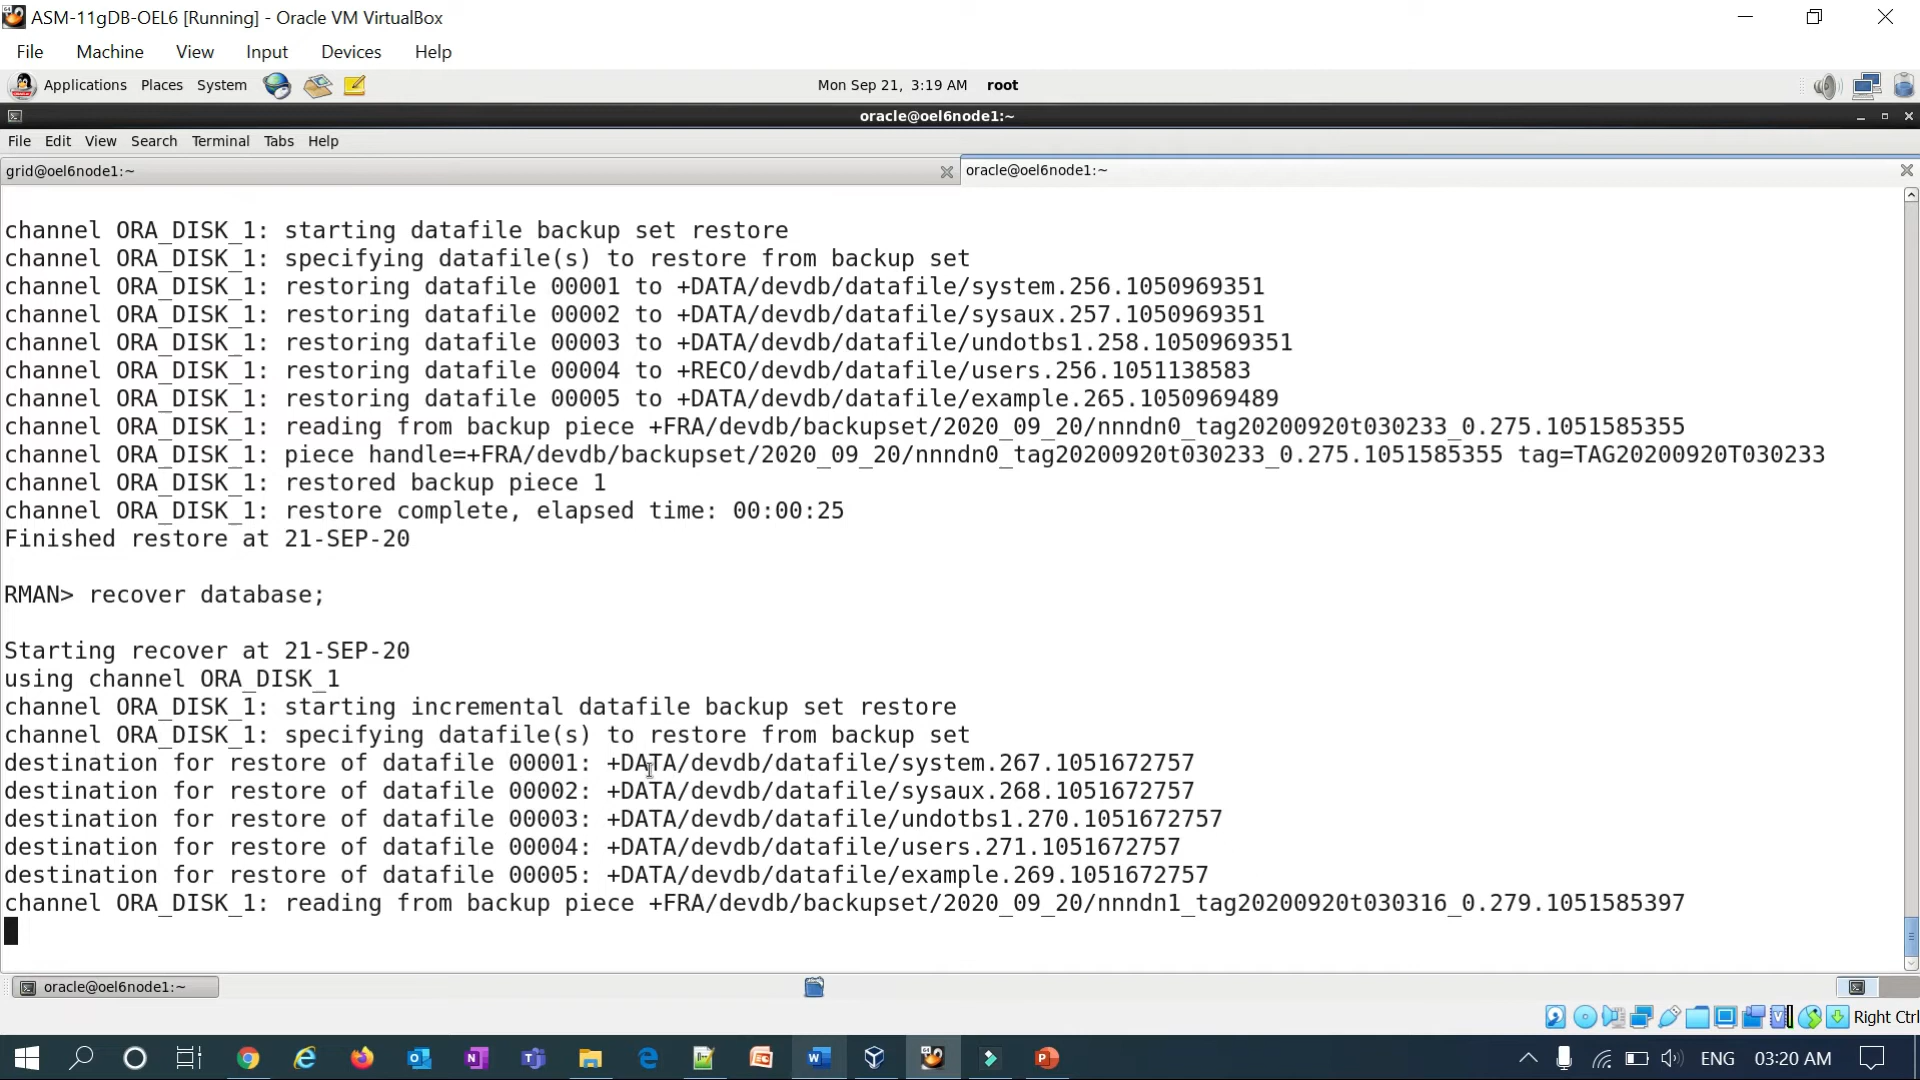 ASM-11gDB-OEL6 [Running] - Oracle VM VirtualBox
File Machine View Input Devices Help
Applications Places System Mon Sep 21, 3:19 AM root
oracle@oel6node1:~
File Edit View Search Terminal Tabs Help
grid@oel6node1:~ oracle@oel6node1:~
channel ORA_DISK_1: starting datafile backup set restore
channel ORA_DISK_1: specifying datafile(s) to restore from backup set
channel ORA_DISK_1: restoring datafile 00001 to +DATA/devdb/datafile/system.256.1050969351
channel ORA_DISK_1: restoring datafile 00002 to +DATA/devdb/datafile/sysaux.257.1050969351
channel ORA_DISK_1: restoring datafile 00003 to +DATA/devdb/datafile/undotbs1.258.1050969351
channel ORA_DISK_1: restoring datafile 00004 to +RECO/devdb/datafile/users.256.1051138583
channel ORA_DISK_1: restoring datafile 00005 to +DATA/devdb/datafile/example.265.1050969489
channel ORA_DISK_1: reading from backup piece +FRA/devdb/backupset/2020_09_20/nnndn0_tag20200920t030233_0.275.1051585355
channel ORA_DISK_1: piece handle=+FRA/devdb/backupset/2020_09_20/nnndn0_tag20200920t030233_0.275.1051585355 tag=TAG20200920T030233
channel ORA_DISK_1: restored backup piece 1
channel ORA_DISK_1: restore complete, elapsed time: 00:00:25
Finished restore at 21-SEP-20
RMAN> recover database;
Starting recover at 21-SEP-20
using channel ORA_DISK_1
channel ORA_DISK_1: starting incremental datafile backup set restore
channel ORA_DISK_1: specifying datafile(s) to restore from backup set
destination for restore of datafile 00001: +DATA/devdb/datafile/system.267.1051672757
destination for restore of datafile 00002: +DATA/devdb/datafile/sysaux.268.1051672757
destination for restore of datafile 00003: +DATA/devdb/datafile/undotbs1.270.1051672757
destination for restore of datafile 00004: +DATA/devdb/datafile/users.271.1051672757
destination for restore of datafile 00005: +DATA/devdb/datafile/example.269.1051672757
channel ORA_DISK_1: reading from backup piece +FRA/devdb/backupset/2020_09_20/nnndn1_tag20200920t030316_0.279.1051585397
oracle@oel6node1:~
Right Ctrl
ENG 03:20 AM